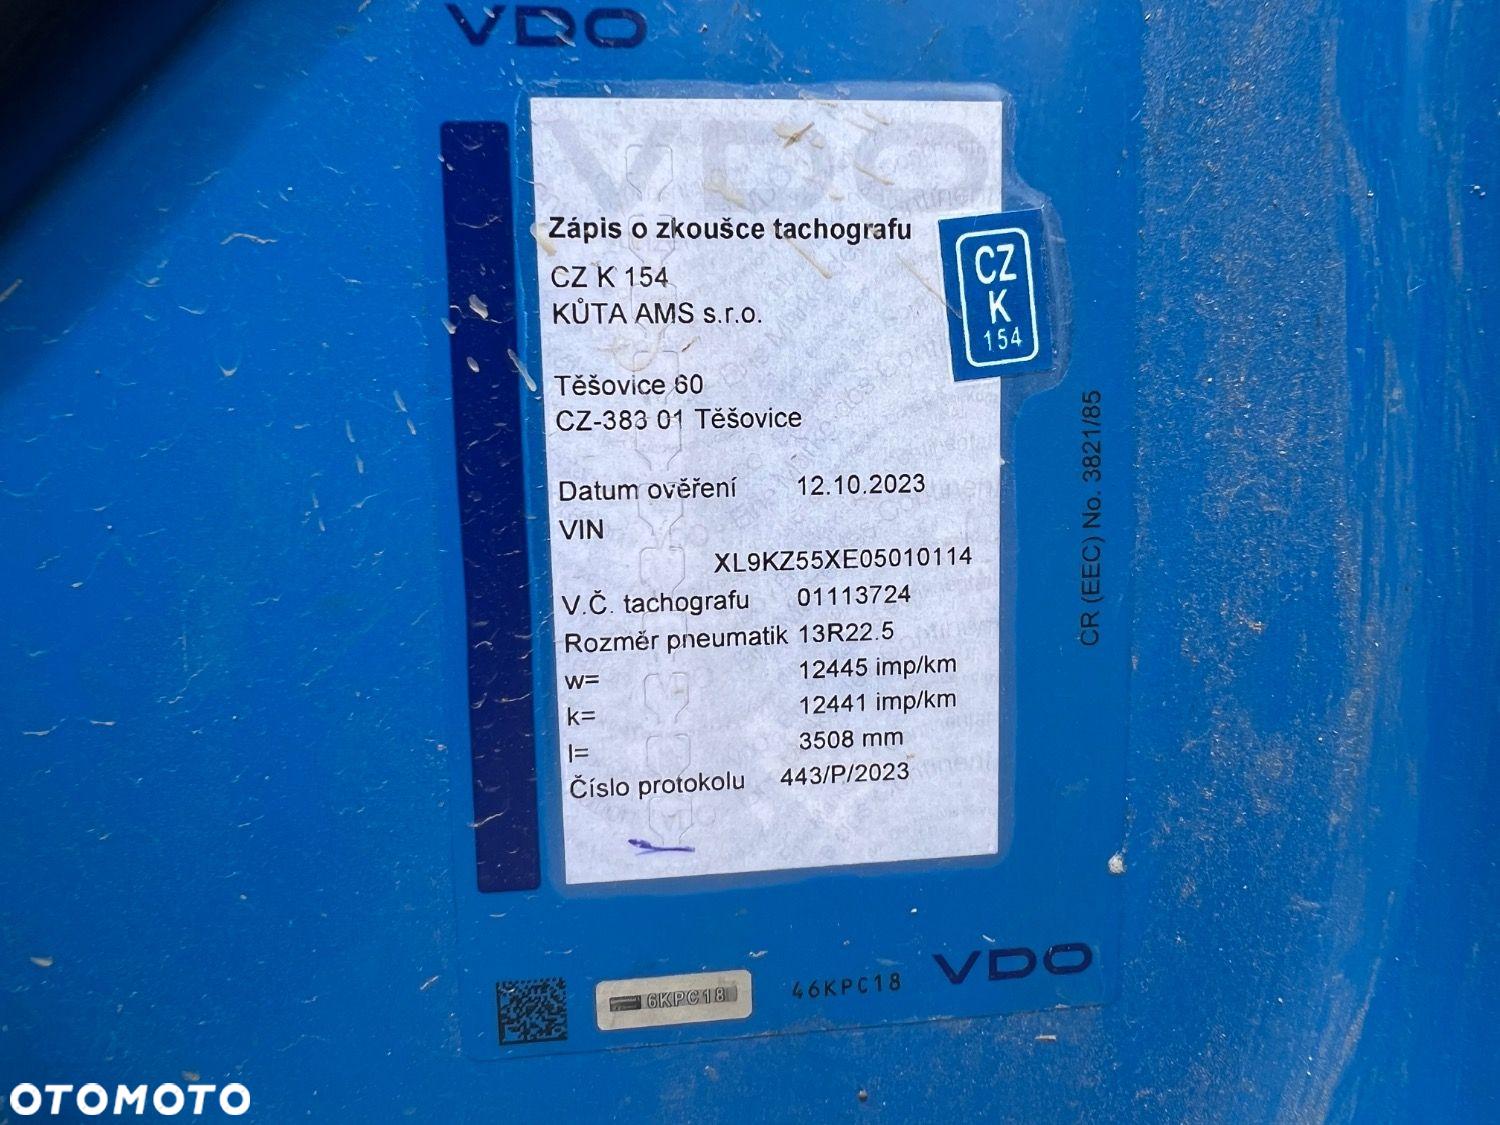 VDO
Zápis o zkoušce tachografu
CZ K 154
KŮTA AMS s.r.o.
CZ
K
154
Těšovice 60
CZ-383 01 Těšovice
Datum ověření 12.10.2023
VIN
XL9KZ55XE05010114
V.Č. tachografu 01113724
Rozměr pneumatik 13R22.5
w= 12445 imp/km
k= 12441 imp/km
l= 3508 mm
Číslo protokolu 443/P/2023
CR (EEC) No. 3821/85
6KPC18
46KPC18
VDO
OTOMOTO